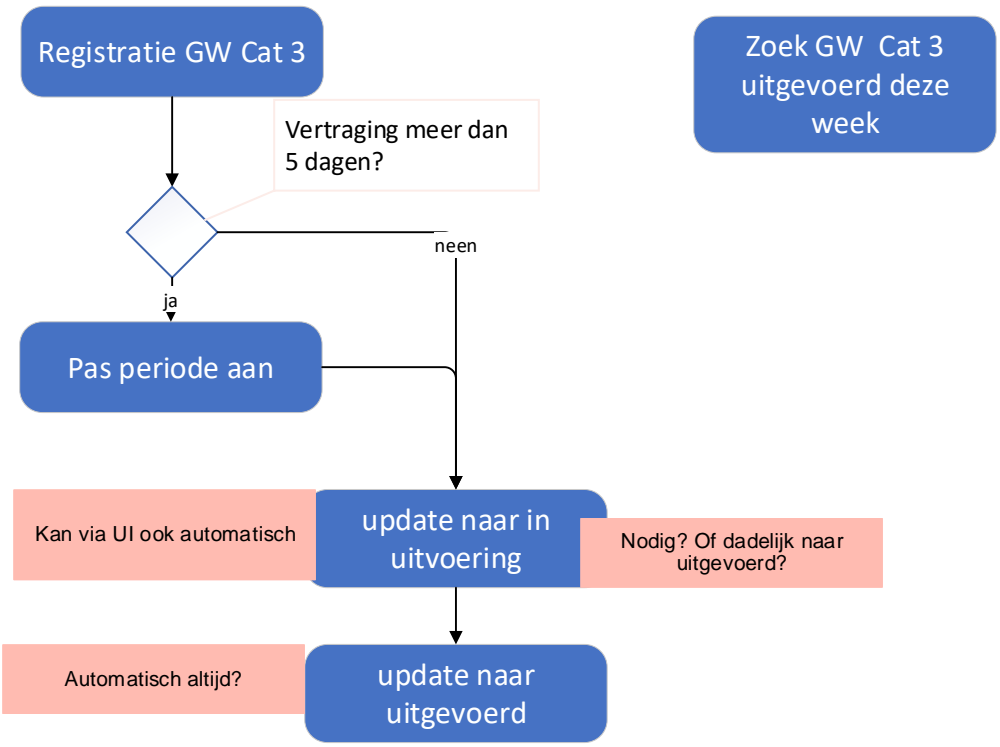 Registratie GW Cat 3
Zoek GW  Cat 3
uitgevoerd deze
week
Vertraging meer dan
5 dagen?
neen
ja
Pas periode aan
Kan via UI ook automatisch
update naar in
uitvoering
Nodig? Of dadelijk naar
uitgevoerd?
Automatisch altijd?
update naar
uitgevoerd